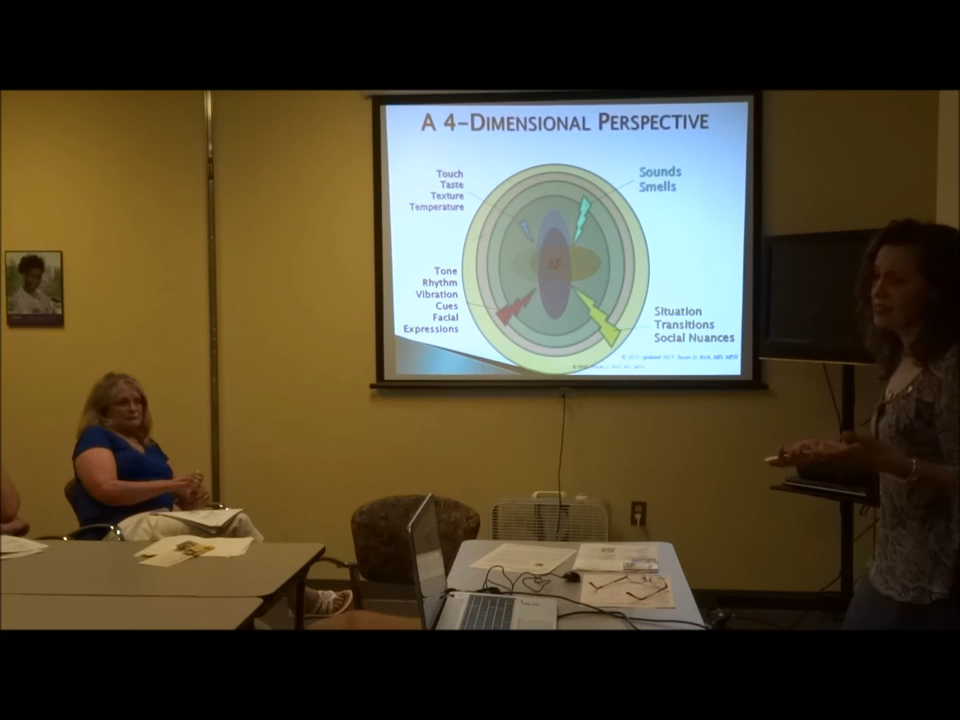 A 4-DIMENSIONAL PERSPECTIVE
Touch
Taste
Texture
Temperature
Sounds
Smells
AF
Tone
Rhythm
Vibration
Cues
Facial
Expressions
Situation
Transitions
Social Nuances